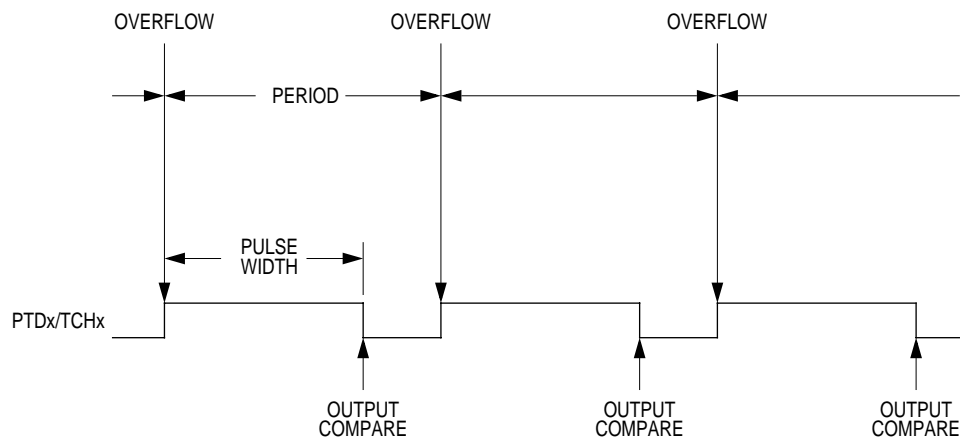 OVERFLOW
OVERFLOW
OVERFLOW
PERIOD
PULSE
WIDTH
PTDx/TCHx
OUTPUT
COMPARE
OUTPUT
COMPARE
OUTPUT
COMPARE